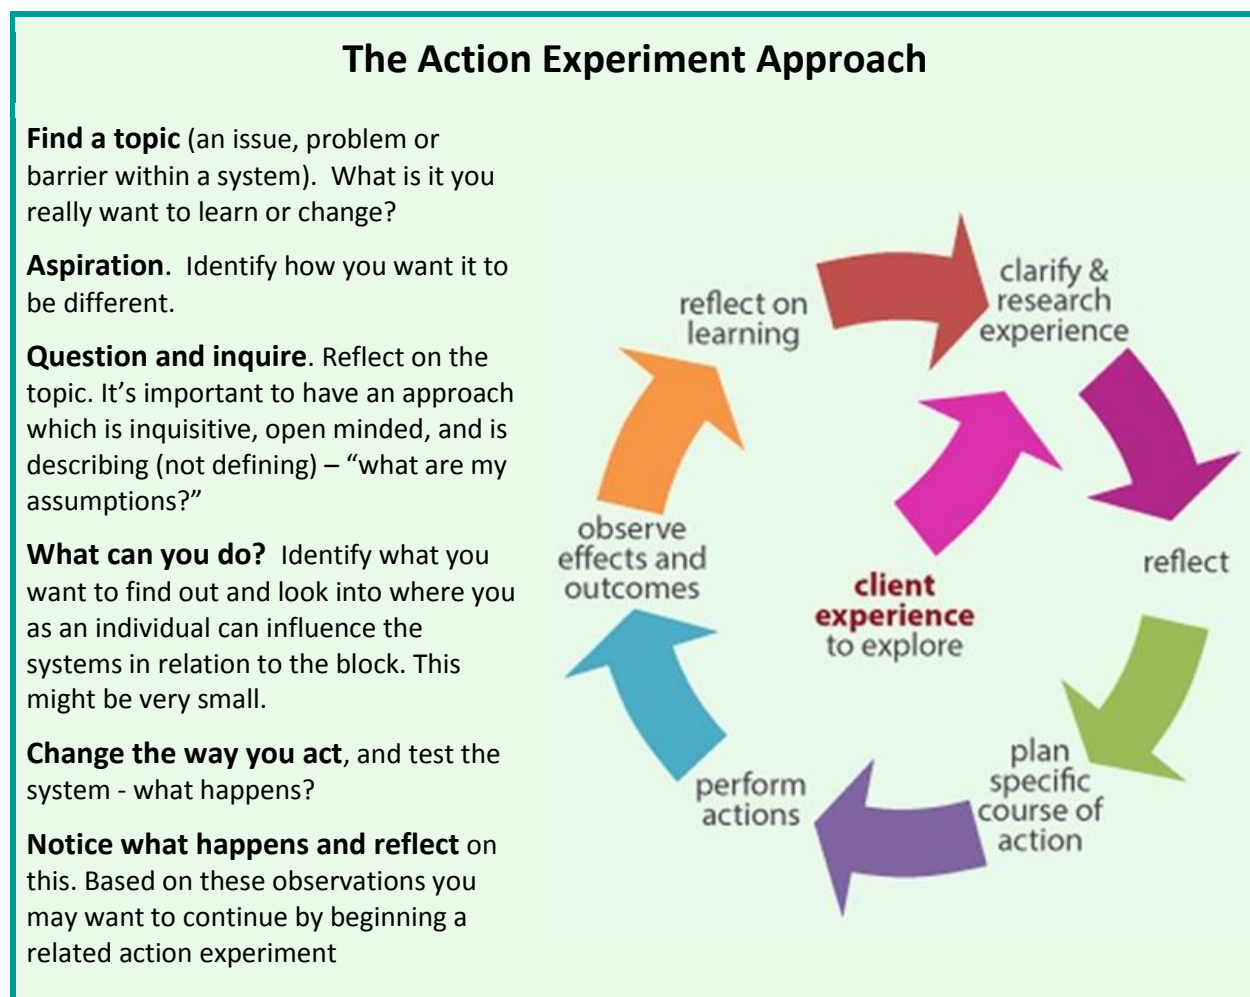 The Action Experiment Approach
Find a topic (an issue, problem or
barrier within a system).  What is it you
really want to learn or change?
Aspiration.  Identify how you want it to
be different.
Question and inquire. Reflect on the
topic. It’s important to have an approach
which is inquisitive, open minded, and is
describing (not defining) – “what are my
assumptions?”
What can you do?  Identify what you
want to find out and look into where you
as an individual can influence the
systems in relation to the block. This
might be very small.
Change the way you act, and test the
system - what happens?
Notice what happens and reflect on
this. Based on these observations you
may want to continue by beginning a
related action experiment
clarify &
research
experience
reflect
plan
specific
course of
action
perform
actions
observe
effects and
outcomes
reflect on
learning
client
experience
to explore